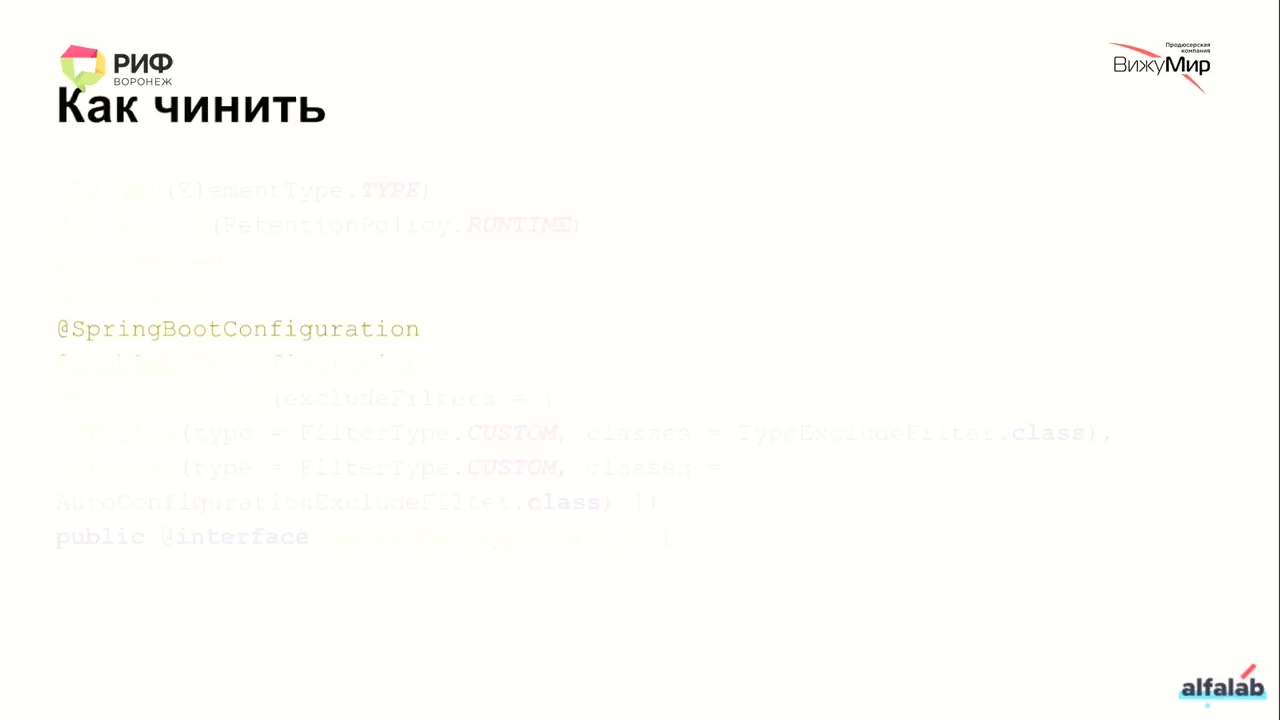 РИФ
ВОРОНЕЖ
Продюсерская
компания
ВижуМир
Как чинить
(ElementType.TYPE)
(RetentionPolicy.RUNTIME)
@SpringBootConfiguration
(excludeFilters = {
(type = FilterType.CUSTOM, classes = TypeExcludeFilter.class),
(type = FilterType.CUSTOM, classes =
AutoConfigurationExcludeFilter.class) })
public @interface {
alfalab